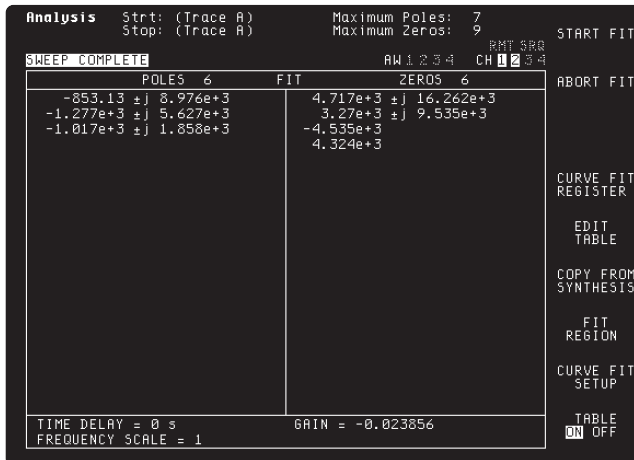 Analysis Strt: (Trace A) Maximum Poles: 7
Stop: (Trace A) Maximum Zeros: 9
RMT SRQ
SWEEP COMPLETE AW 1 2 3 4 CH 1 2 3 4
POLES 6 FIT ZEROS 6
-853.13 ±j 8.976e+3 4.717e+3 ±j 16.262e+3
-1.277e+3 ±j 5.627e+3 3.27e+3 ±j 9.535e+3
-1.017e+3 ±j 1.858e+3 -4.535e+3
4.324e+3
TIME DELAY = 0 s GAIN = -0.023856
FREQUENCY SCALE = 1
START FIT
ABORT FIT
CURVE FIT
REGISTER
EDIT
TABLE
COPY FROM
SYNTHESIS
FIT
REGION
CURVE FIT
SETUP
TABLE
ON OFF